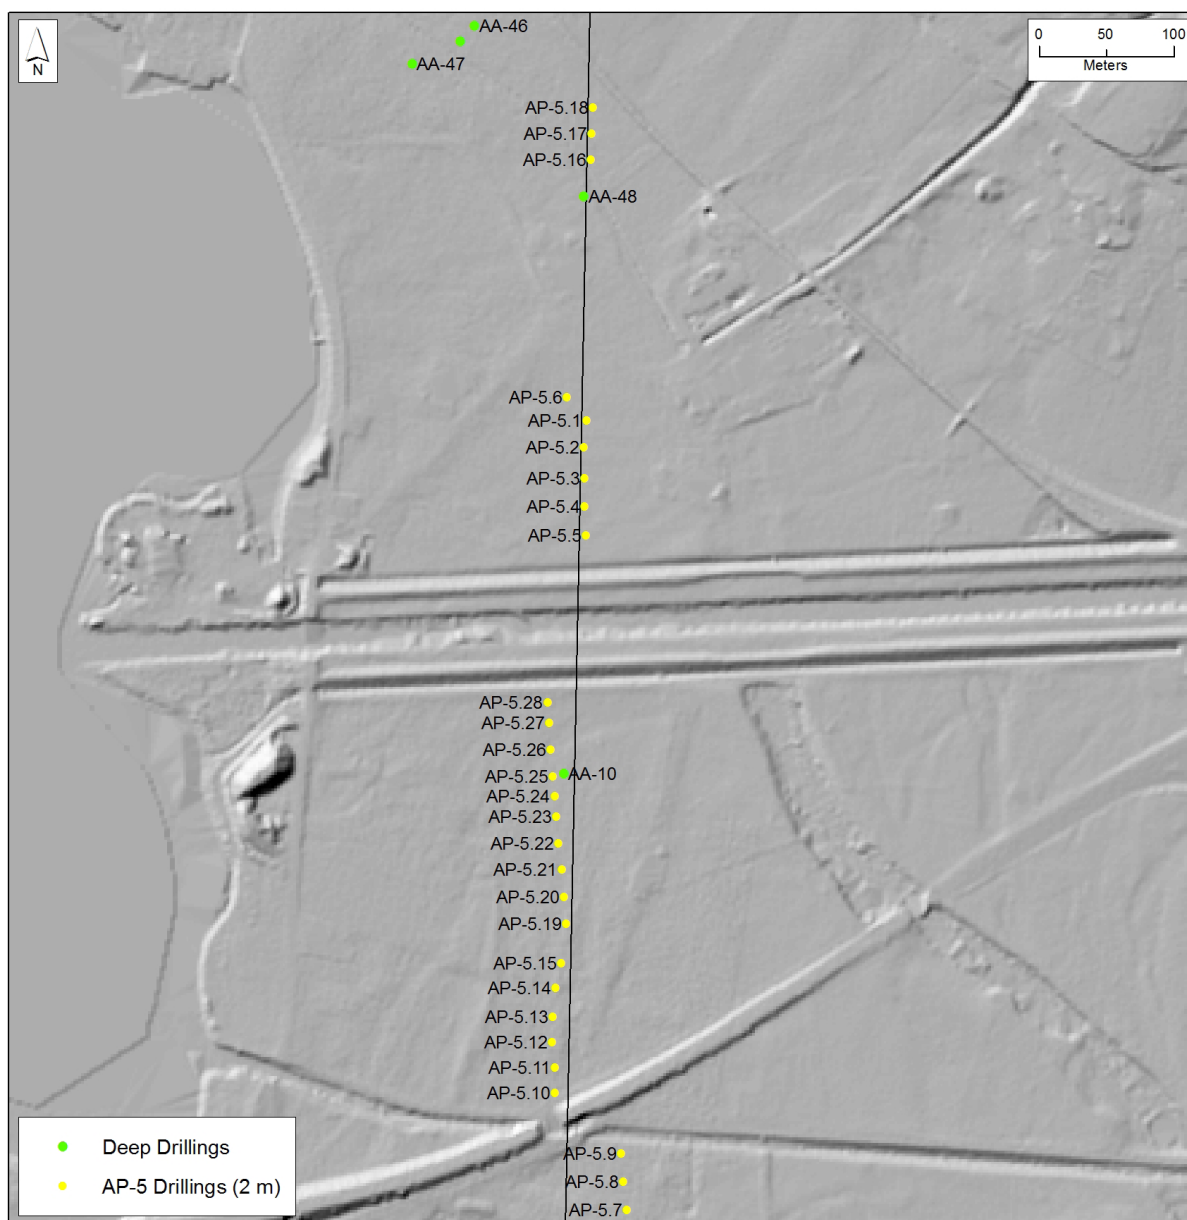 AA-46
0 50 100
Meters
N
AA-47
AP-5.18
AP-5.17
AP-5.16
AA-48
AP-5.6
AP-5.1
AP-5.2
AP-5.3
AP-5.4
AP-5.5
AP-5.28
AP-5.27
AP-5.26
AP-5.25 AA-10
AP-5.24
AP-5.23
AP-5.22
AP-5.21
AP-5.20
AP-5.19
AP-5.15
AP-5.14
AP-5.13
AP-5.12
AP-5.11
AP-5.10
AP-5.9
AP-5.8
AP-5.7
Deep Drillings
AP-5 Drillings (2 m)